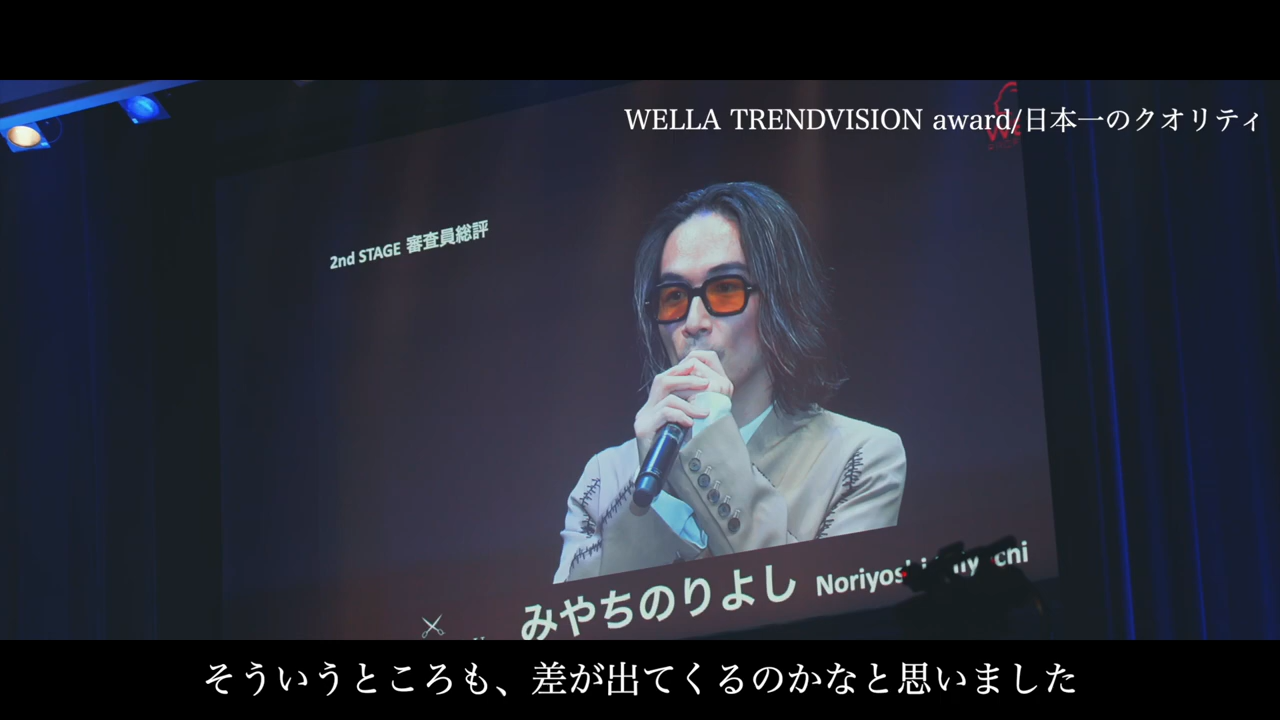 WELLA TRENDVISION award/日本一のクオリティ
2nd STAGE 審査員総評
みやちのりよし
そういうところも、差が出てくるのかなと思いました